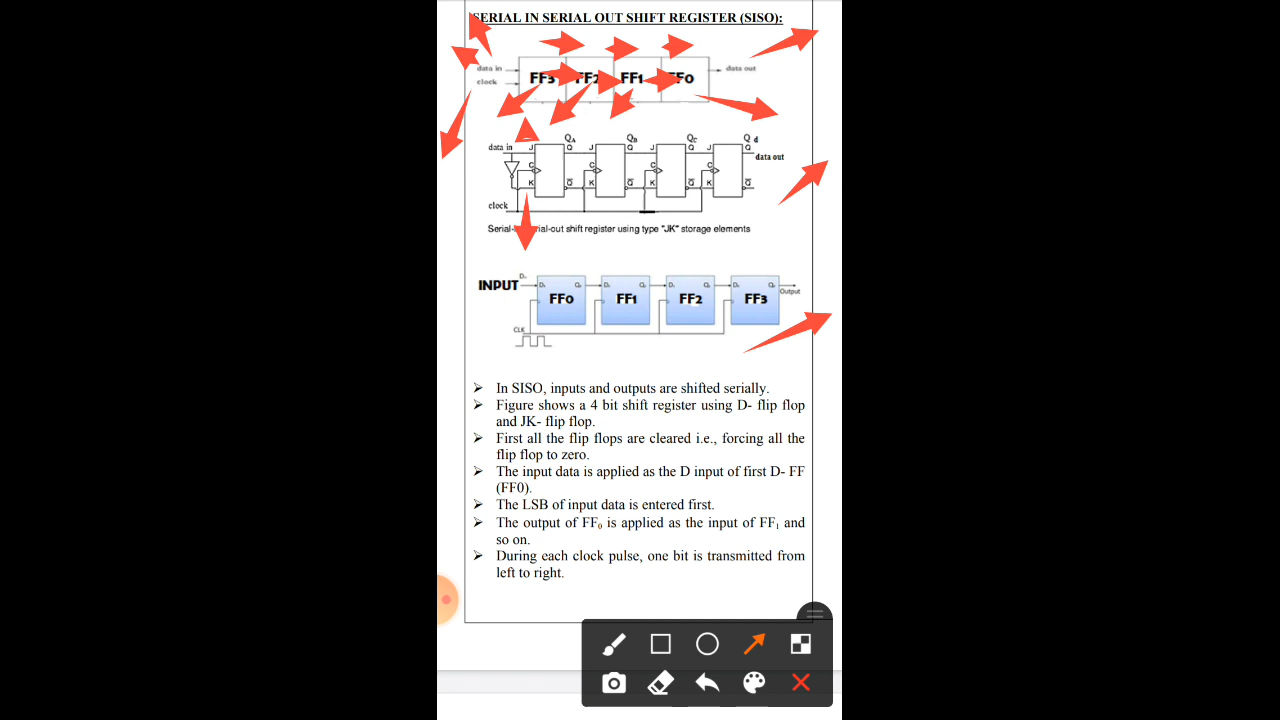 SERIAL IN SERIAL OUT SHIFT REGISTER (SISO):
data in
clock
FF3 FF2 FF1 FF0
data out
QA QB QC Q d
data in J Q J Q J Q J Q
data out
C C C C
K Q K Q K Q K Q
clock
Serial- rial-out shift register using type "JK" storage elements
INPUT
FF0 FF1 FF2 FF3
Output
CLK
➢ In SISO, inputs and outputs are shifted serially.
➢ Figure shows a 4 bit shift register using D- flip flop
and JK- flip flop.
➢ First all the flip flops are cleared i.e., forcing all the
flip flop to zero.
➢ The input data is applied as the D input of first D- FF
(FF0).
➢ The LSB of input data is entered first.
➢ The output of FF₀ is applied as the input of FF₁ and
so on.
➢ During each clock pulse, one bit is transmitted from
left to right.